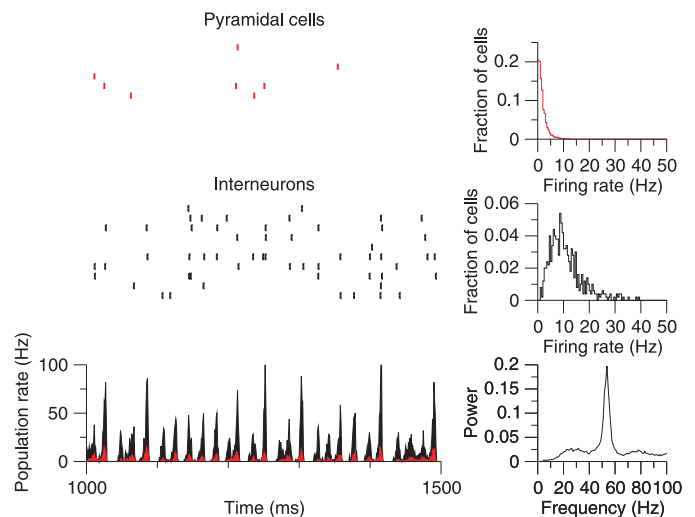 Pyramidal cells
Interneurons
Population rate (Hz)
100
50
0
1000
1500
Time (ms)
Fraction of cells
0.2
0.1
0
0 10 20 30 40 50
Firing rate (Hz)
Fraction of cells
0.06
0.04
0.02
0
0 10 20 30 40 50
Firing rate (Hz)
Power
0.2
0.15
0.1
0.05
0
0 20 40 60 80 100
Frequency (Hz)